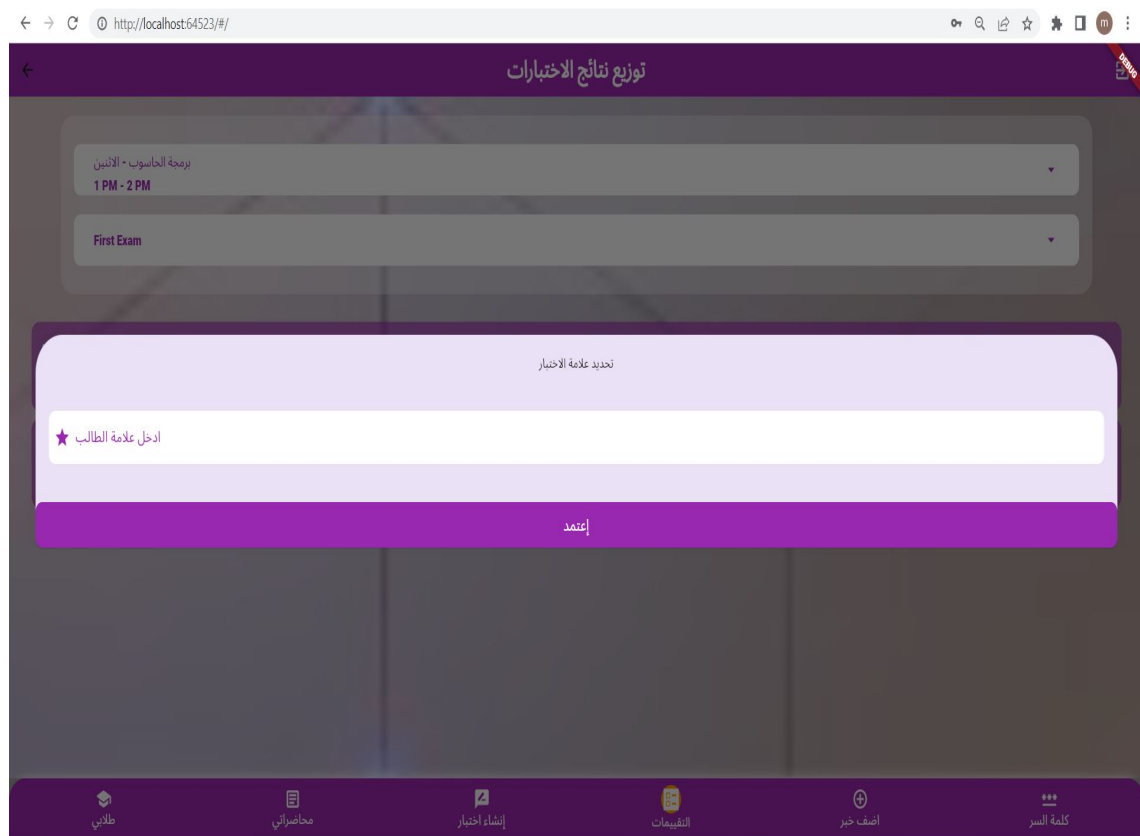 http://localhost:64523/#/
m
توزيع نتائج الاختبارات
DEBUG
برمجة الحاسوب - الاثنين
1 PM - 2 PM
First Exam
تحديد علامة الاختبار
ادخل علامة الطالب
إعتمد
طلابي
محاضراتي
إنشاء اختبار
التقييمات
اضف خبر
كلمة السر